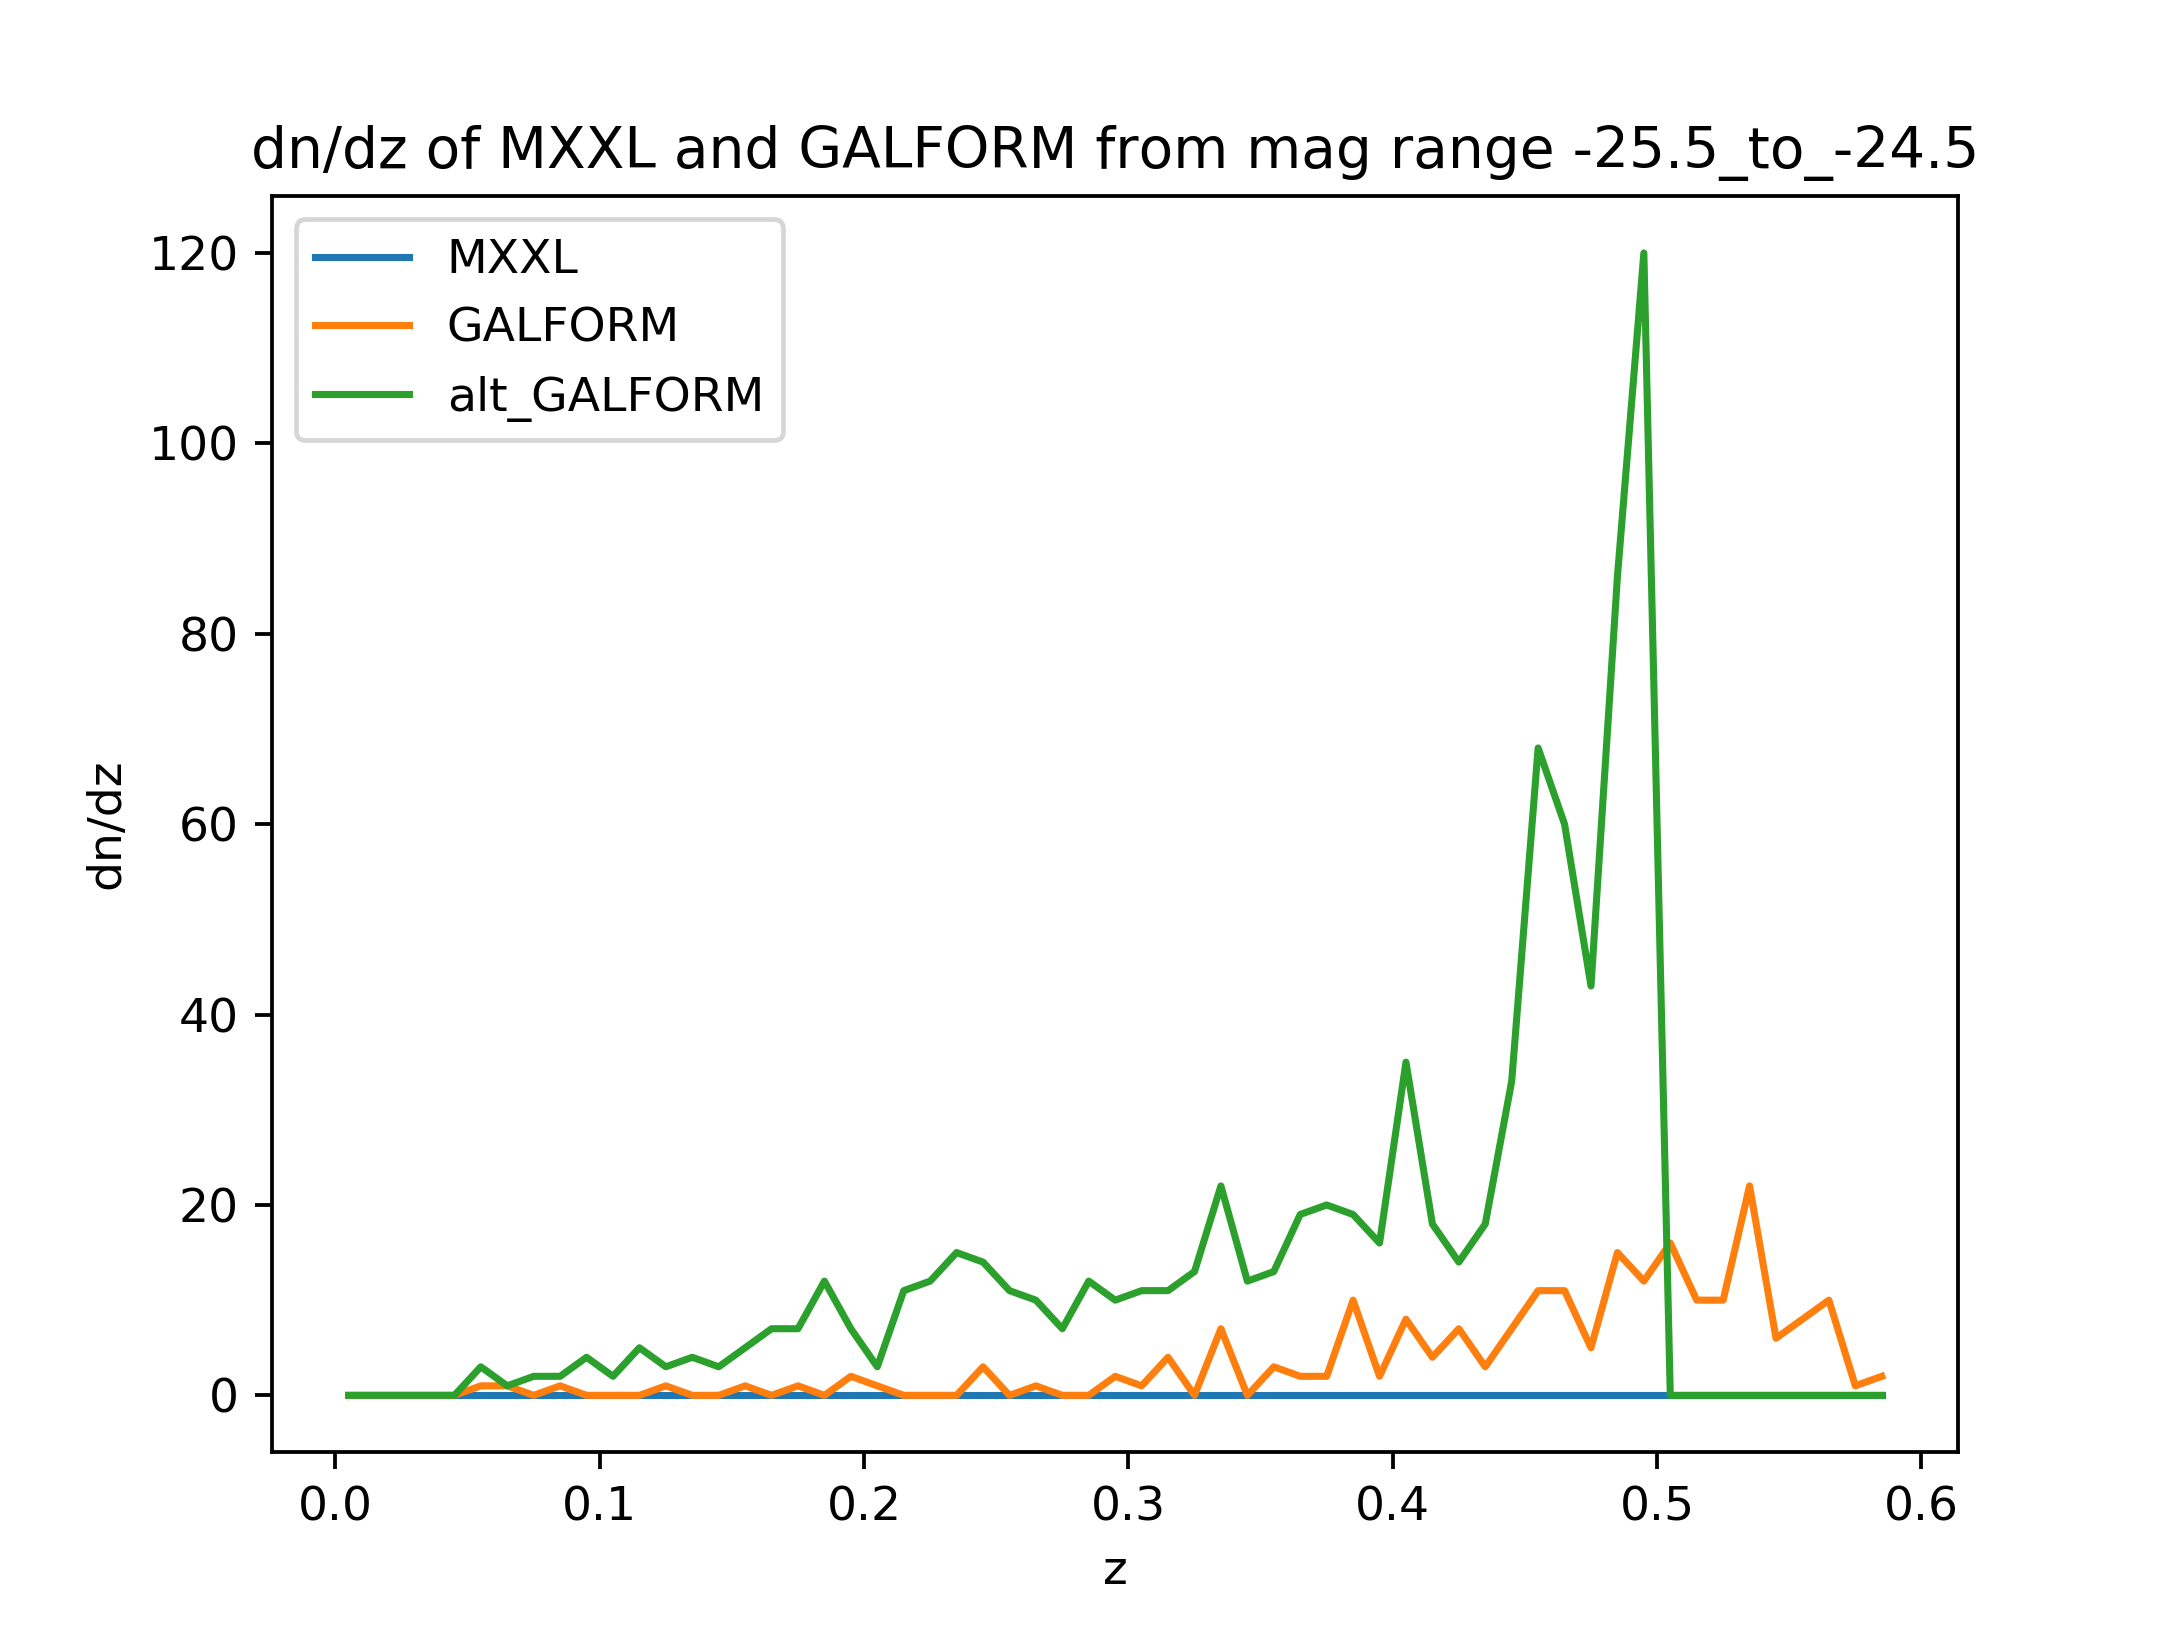 dn/dz of MXXL and GALFORM from mag range -25.5_to_-24.5
MXXL
GALFORM
alt_GALFORM
120
100
80
60
40
20
0
dn/dz
0.0 0.1 0.2 0.3 0.4 0.5 0.6
z